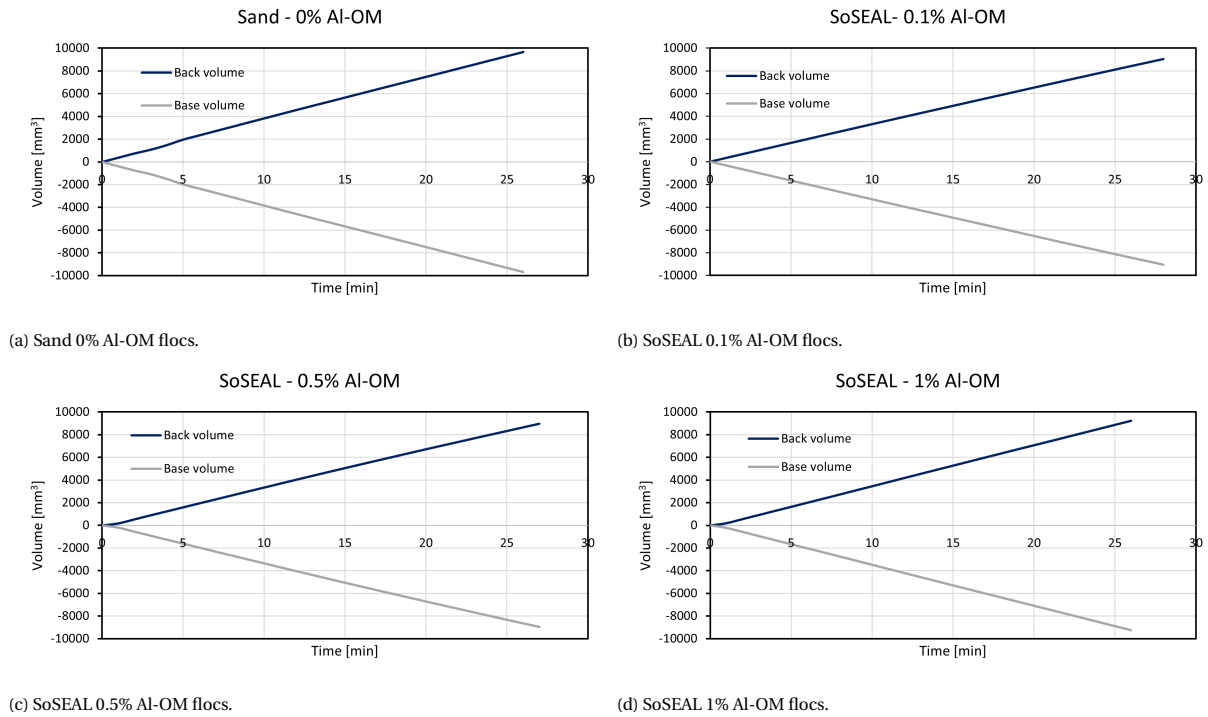 Sand - 0% Al-OM
10000
8000
6000
4000
2000
0
-2000
-4000
-6000
-8000
-10000
Volume [mm³]
Back volume
Base volume
0 5 10 15 20 25 30
Time [min]
(a) Sand 0% Al-OM flocs.
SoSEAL- 0.1% Al-OM
10000
8000
6000
4000
2000
0
-2000
-4000
-6000
-8000
-10000
Volume [mm³]
Back volume
Base volume
0 5 10 15 20 25 30
Time [min]
(b) SoSEAL 0.1% Al-OM flocs.
SoSEAL - 0.5% Al-OM
10000
8000
6000
4000
2000
0
-2000
-4000
-6000
-8000
-10000
Volume [mm³]
Back volume
Base volume
0 5 10 15 20 25 30
Time [min]
(c) SoSEAL 0.5% Al-OM flocs.
SoSEAL - 1% Al-OM
10000
8000
6000
4000
2000
0
-2000
-4000
-6000
-8000
-10000
Volume [mm³]
Back volume
Base volume
0 5 10 15 20 25 30
Time [min]
(d) SoSEAL 1% Al-OM flocs.